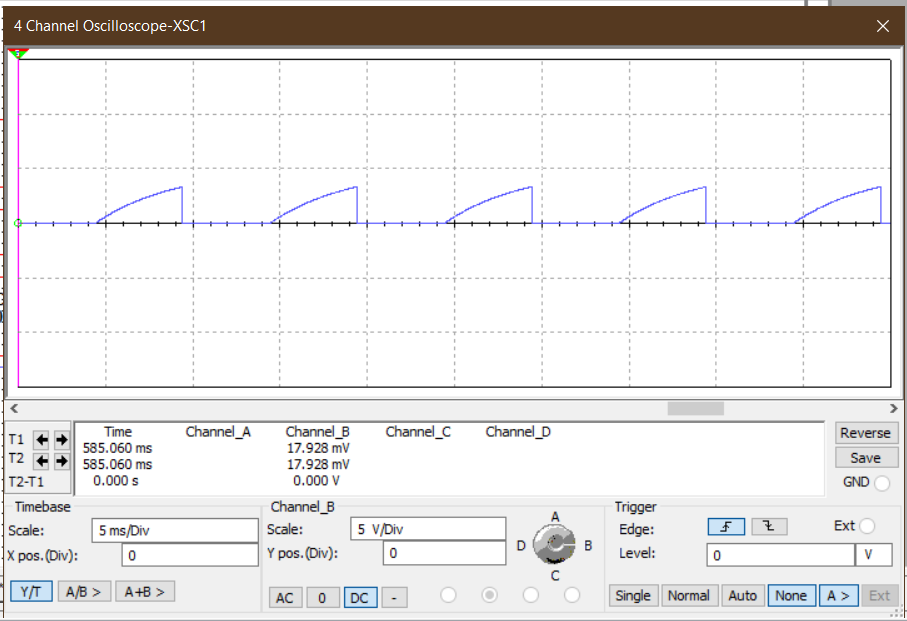 4 Channel Oscilloscope-XSC1
Time Channel_A Channel_B Channel_C Channel_D
T1 585.060 ms 17.928 mV
T2 585.060 ms 17.928 mV
T2-T1 0.000 s 0.000 V
Reverse
Save
GND
Timebase
Scale: 5 ms/Div
X pos.(Div): 0
Y/T A/B > A+B >
Channel_B
Scale: 5 V/Div
Y pos.(Div): 0
AC 0 DC -
A
D B
C
Trigger
Edge: Ext
Level: 0 V
Single Normal Auto None A > Ext